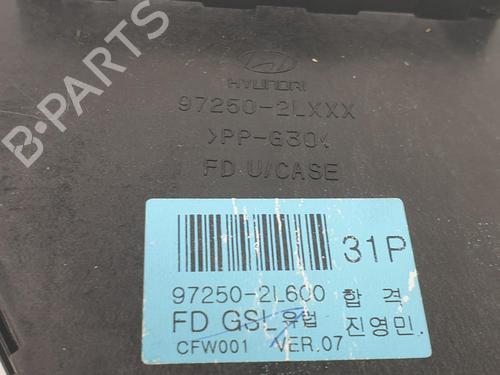 HYUNDAI
97250-2LXXX
>PP-G30<
FD U/CASE
31P
97250-2L600 합 격
FD GSL 유럽 진영민.
CFW001 VER.07
B-PARTS